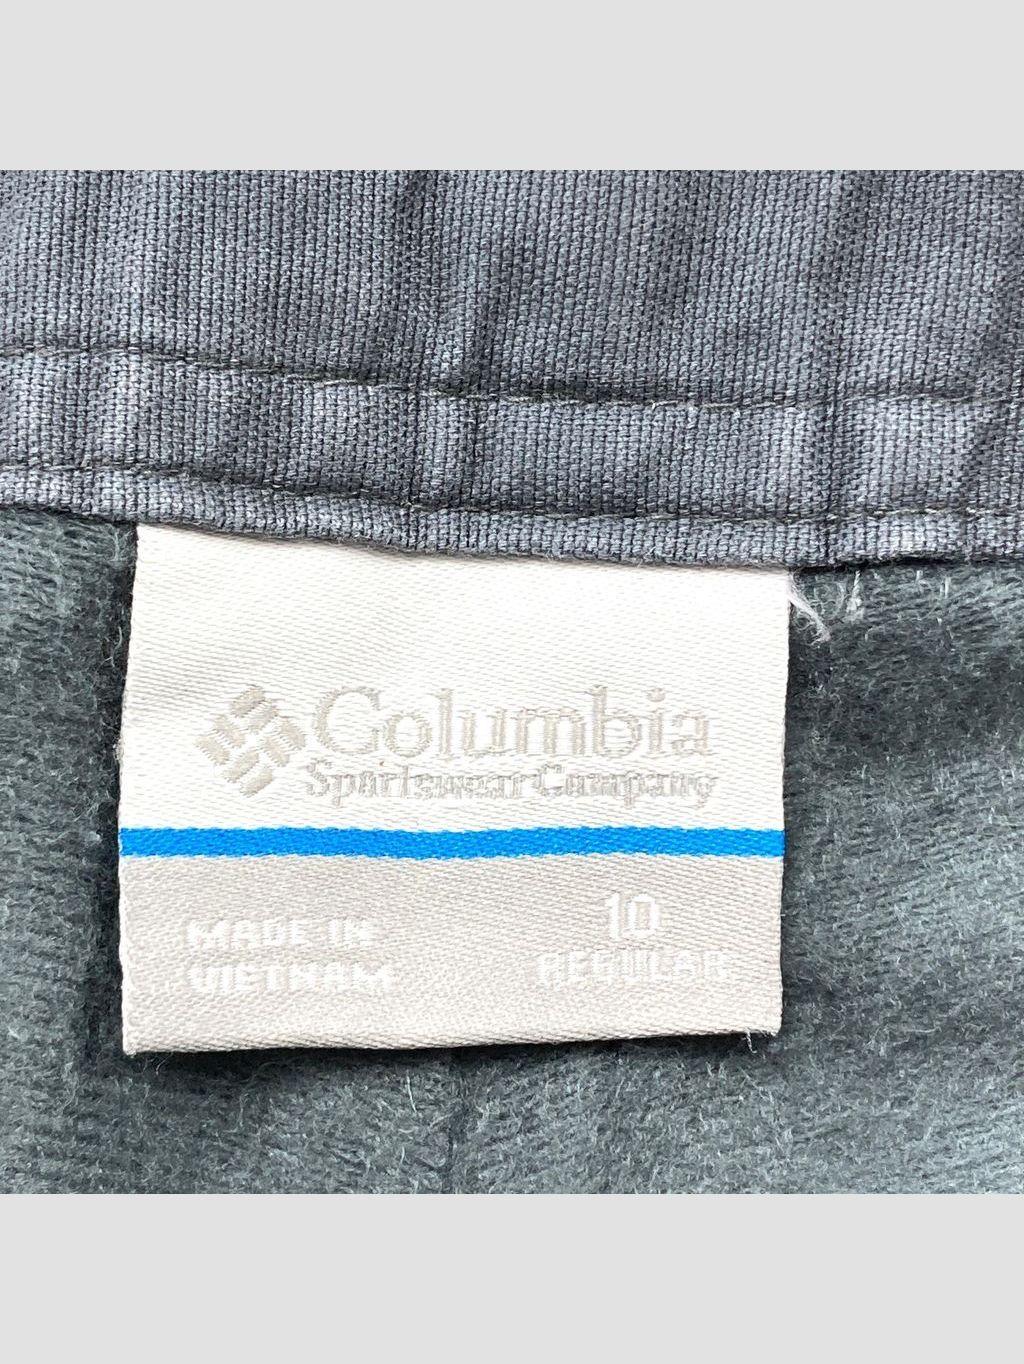 Columbia
Sportswear Company
MADE IN
VIETNAM
10
REGULAR